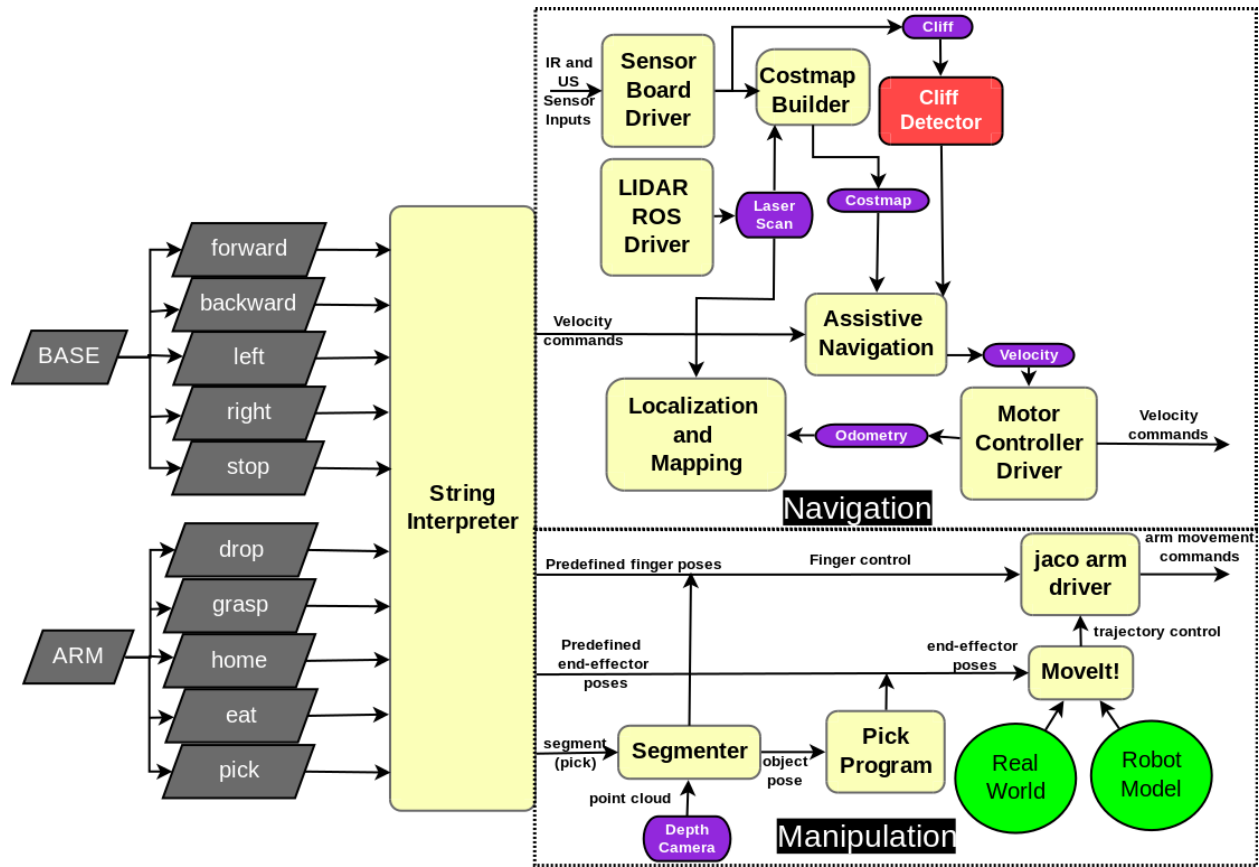 BASE
forward
backward
left
right
stop
ARM
drop
grasp
home
eat
pick
String
Interpreter
IR and
US
Sensor
Inputs
Sensor
Board
Driver
Costmap
Builder
Cliff
Cliff
Detector
LIDAR
ROS
Driver
Laser
Scan
Costmap
Velocity
commands
Assistive
Navigation
Velocity
Localization
and
Mapping
Odometry
Motor
Controller
Driver
Velocity
commands
Navigation
Predefined finger poses
Finger control
jaco arm
driver
arm movement
commands
trajectory control
Predefined
end-effector
poses
end-effector
poses
MoveIt!
segment
(pick)
Segmenter
object
pose
Pick
Program
Real
World
Robot
Model
point cloud
Depth
Camera
Manipulation